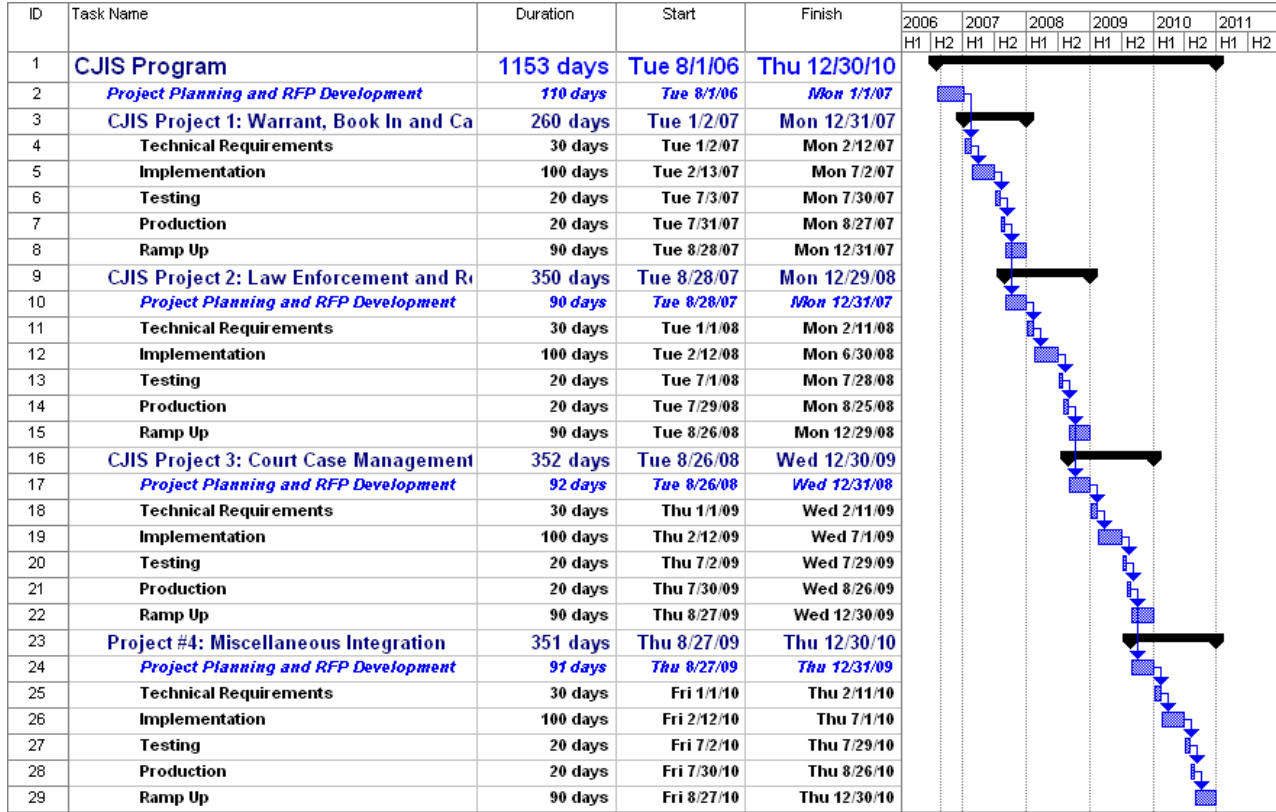 ID Task Name Duration Start Finish
2006 2007 2008 2009 2010 2011
H1 H2 H1 H2 H1 H2 H1 H2 H1 H2 H1 H2
1 CJIS Program 1153 days Tue 8/1/06 Thu 12/30/10
2 Project Planning and RFP Development 110 days Tue 8/1/06 Mon 1/1/07
3 CJIS Project 1: Warrant, Book In and Ca 260 days Tue 1/2/07 Mon 12/31/07
4 Technical Requirements 30 days Tue 1/2/07 Mon 2/12/07
5 Implementation 100 days Tue 2/13/07 Mon 7/2/07
6 Testing 20 days Tue 7/3/07 Mon 7/30/07
7 Production 20 days Tue 7/31/07 Mon 8/27/07
8 Ramp Up 90 days Tue 8/28/07 Mon 12/31/07
9 CJIS Project 2: Law Enforcement and Re 350 days Tue 8/28/07 Mon 12/29/08
10 Project Planning and RFP Development 90 days Tue 8/28/07 Mon 12/31/07
11 Technical Requirements 30 days Tue 1/1/08 Mon 2/11/08
12 Implementation 100 days Tue 2/12/08 Mon 6/30/08
13 Testing 20 days Tue 7/1/08 Mon 7/28/08
14 Production 20 days Tue 7/29/08 Mon 8/25/08
15 Ramp Up 90 days Tue 8/26/08 Mon 12/29/08
16 CJIS Project 3: Court Case Management 352 days Tue 8/26/08 Wed 12/30/09
17 Project Planning and RFP Development 92 days Tue 8/26/08 Wed 12/31/08
18 Technical Requirements 30 days Thu 1/1/09 Wed 2/11/09
19 Implementation 100 days Thu 2/12/09 Wed 7/1/09
20 Testing 20 days Thu 7/2/09 Wed 7/29/09
21 Production 20 days Thu 7/30/09 Wed 8/26/09
22 Ramp Up 90 days Thu 8/27/09 Wed 12/30/09
23 Project #4: Miscellaneous Integration 351 days Thu 8/27/09 Thu 12/30/10
24 Project Planning and RFP Development 91 days Thu 8/27/09 Thu 12/31/09
25 Technical Requirements 30 days Fri 1/1/10 Thu 2/11/10
26 Implementation 100 days Fri 2/12/10 Thu 7/1/10
27 Testing 20 days Fri 7/2/10 Thu 7/29/10
28 Production 20 days Fri 7/30/10 Thu 8/26/10
29 Ramp Up 90 days Fri 8/27/10 Thu 12/30/10